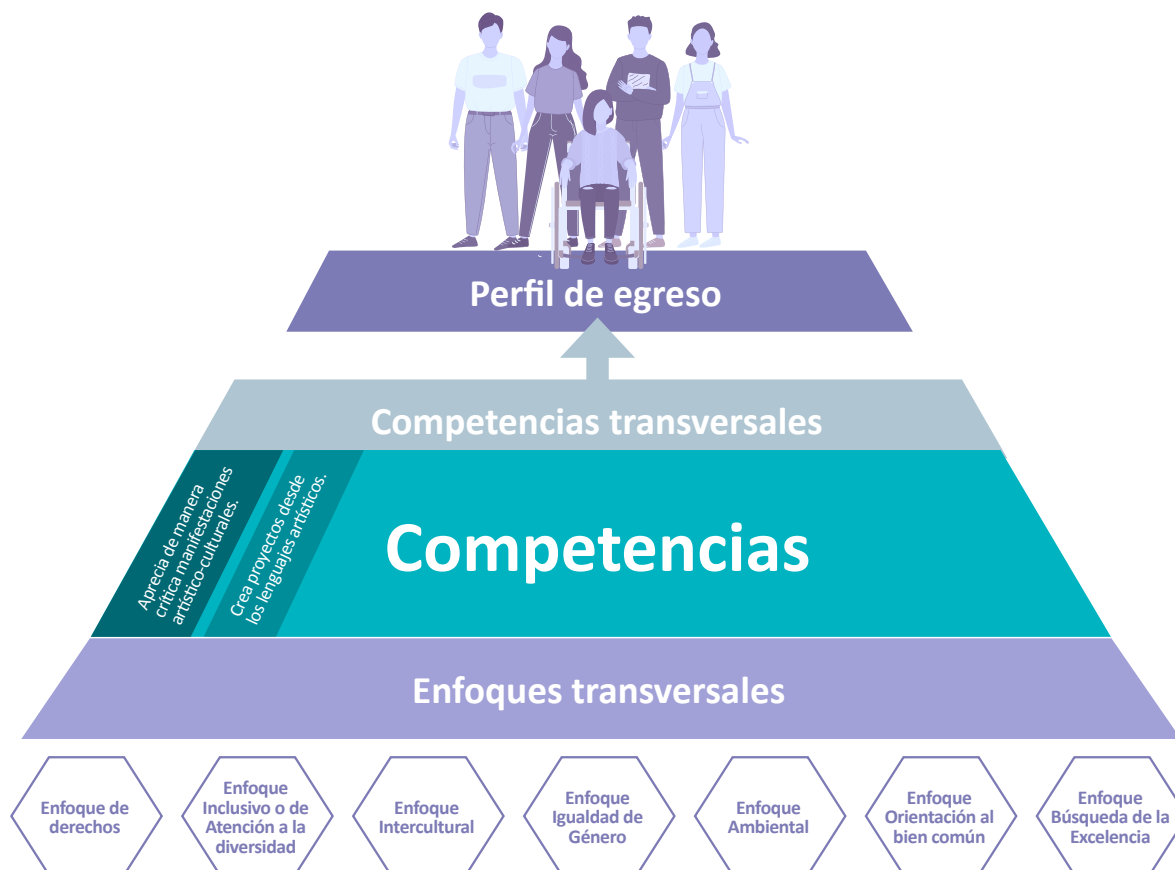 Perfil de egreso
Competencias transversales
Aprecia de manera
crítica manifestaciones
artístico-culturales.
Crea proyectos desde
los lenguajes artísticos.
Competencias
Enfoques transversales
Enfoque de
derechos
Enfoque
Inclusivo o de
Atención a la
diversidad
Enfoque
Intercultural
Enfoque
Igualdad de
Género
Enfoque
Ambiental
Enfoque
Orientación al
bien común
Enfoque
Búsqueda de la
Excelencia